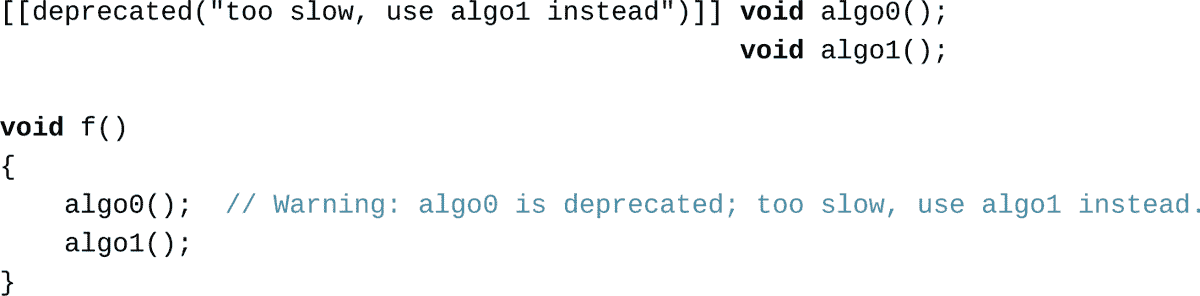 [[deprecated("too slow, use algo1 instead")]] void algo0();
                                              void algo1();

void f()
{
    algo0();  // Warning: algo0 is deprecated; too slow, use algo1 instead.
    algo1();
}